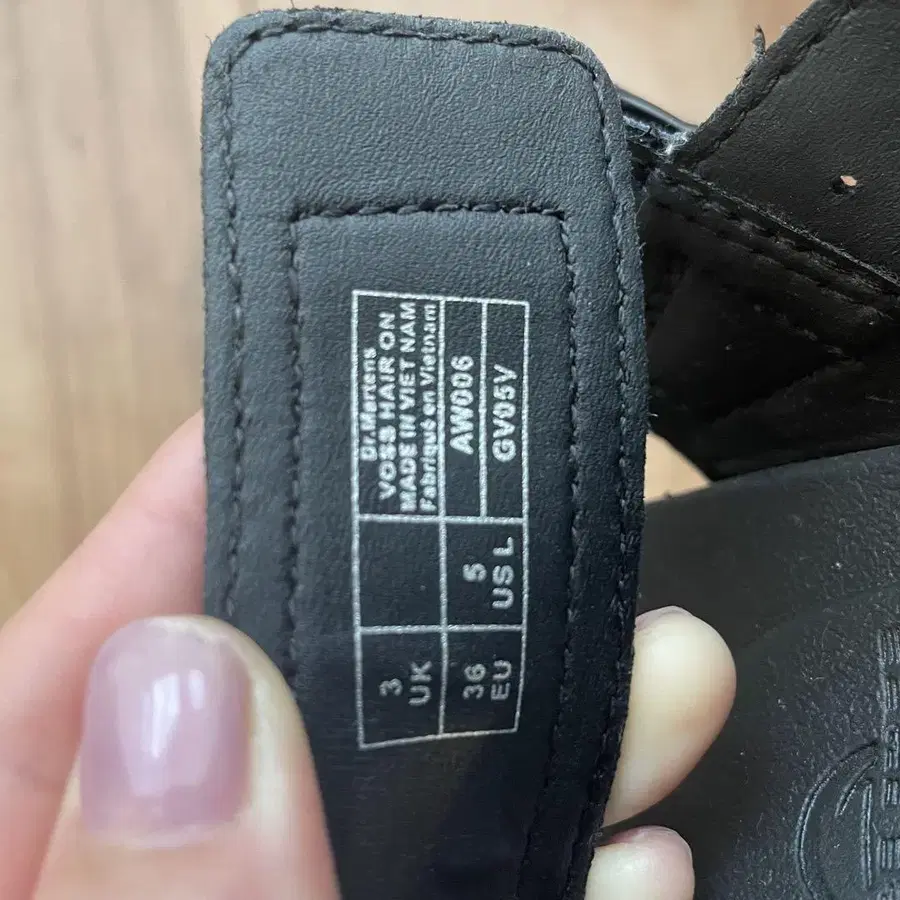 Dr.Martens
VOSS HAIR ON
MADE IN VIET NAM
Fabriqué en Vietnam
AW006
GV05V
5
US L
3
UK
36
EU